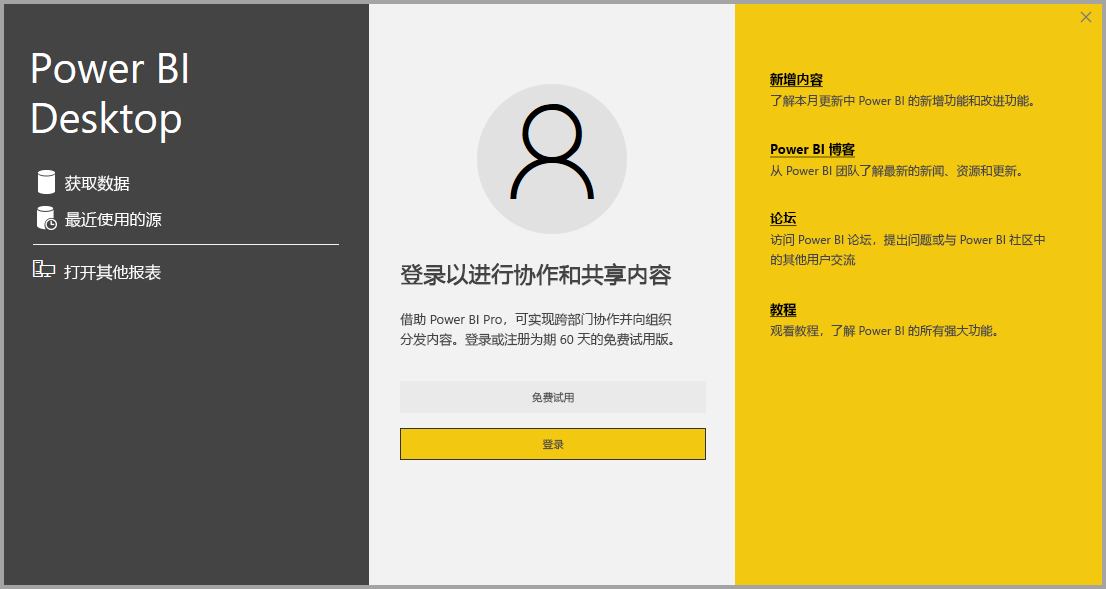 Power BI
Desktop
获取数据
最近使用的源
打开其他报表
登录以进行协作和共享内容
借助 Power BI Pro，可实现跨部门协作并向组织
分发内容。登录或注册为期 60 天的免费试用版。
免费试用
登录
新增内容
了解本月更新中 Power BI 的新增功能和改进功能。
Power BI 博客
从 Power BI 团队了解最新的新闻、资源和更新。
论坛
访问 Power BI 论坛，提出问题或与 Power BI 社区中
的其他用户交流
教程
观看教程，了解 Power BI 的所有强大功能。